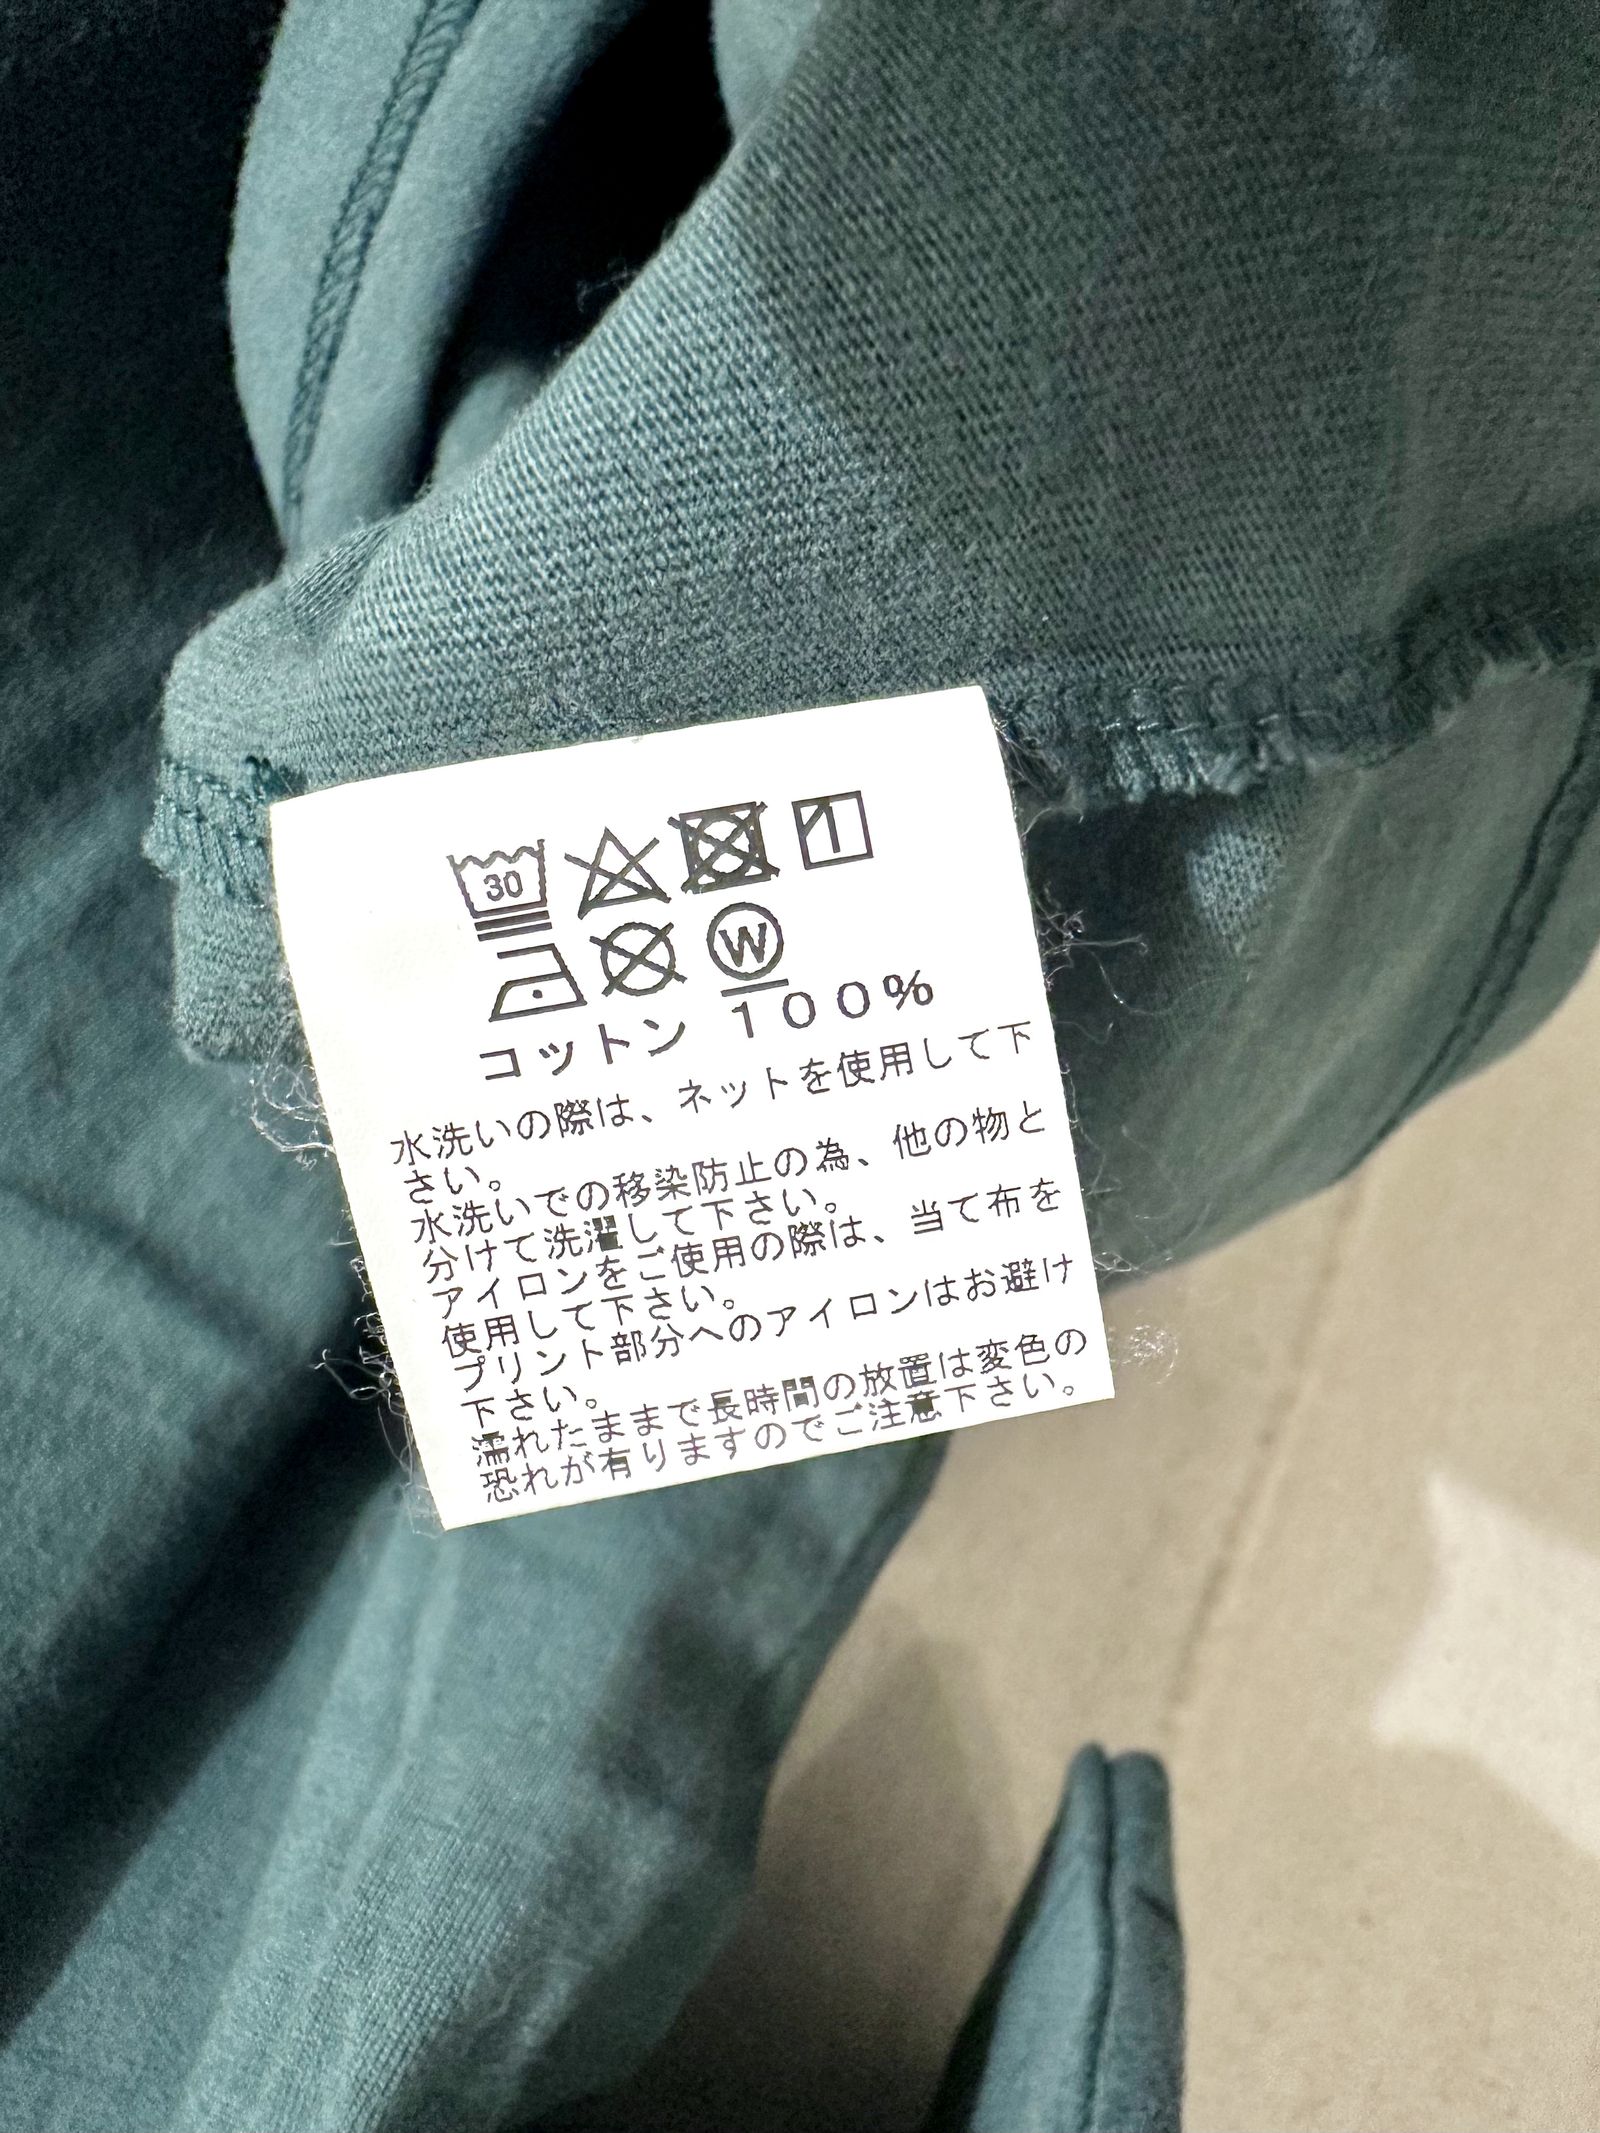 30
W
コットン 100%
水洗いの際は、ネットを使用して下
さい。
水洗いでの移染防止の為、他の物と
分けて洗濯して下さい。
アイロンをご使用の際は、当て布を
使用して下さい。
プリント部分へのアイロンはお避け
下さい。
濡れたままで長時間の放置は変色の
恐れが有りますのでご注意下さい。